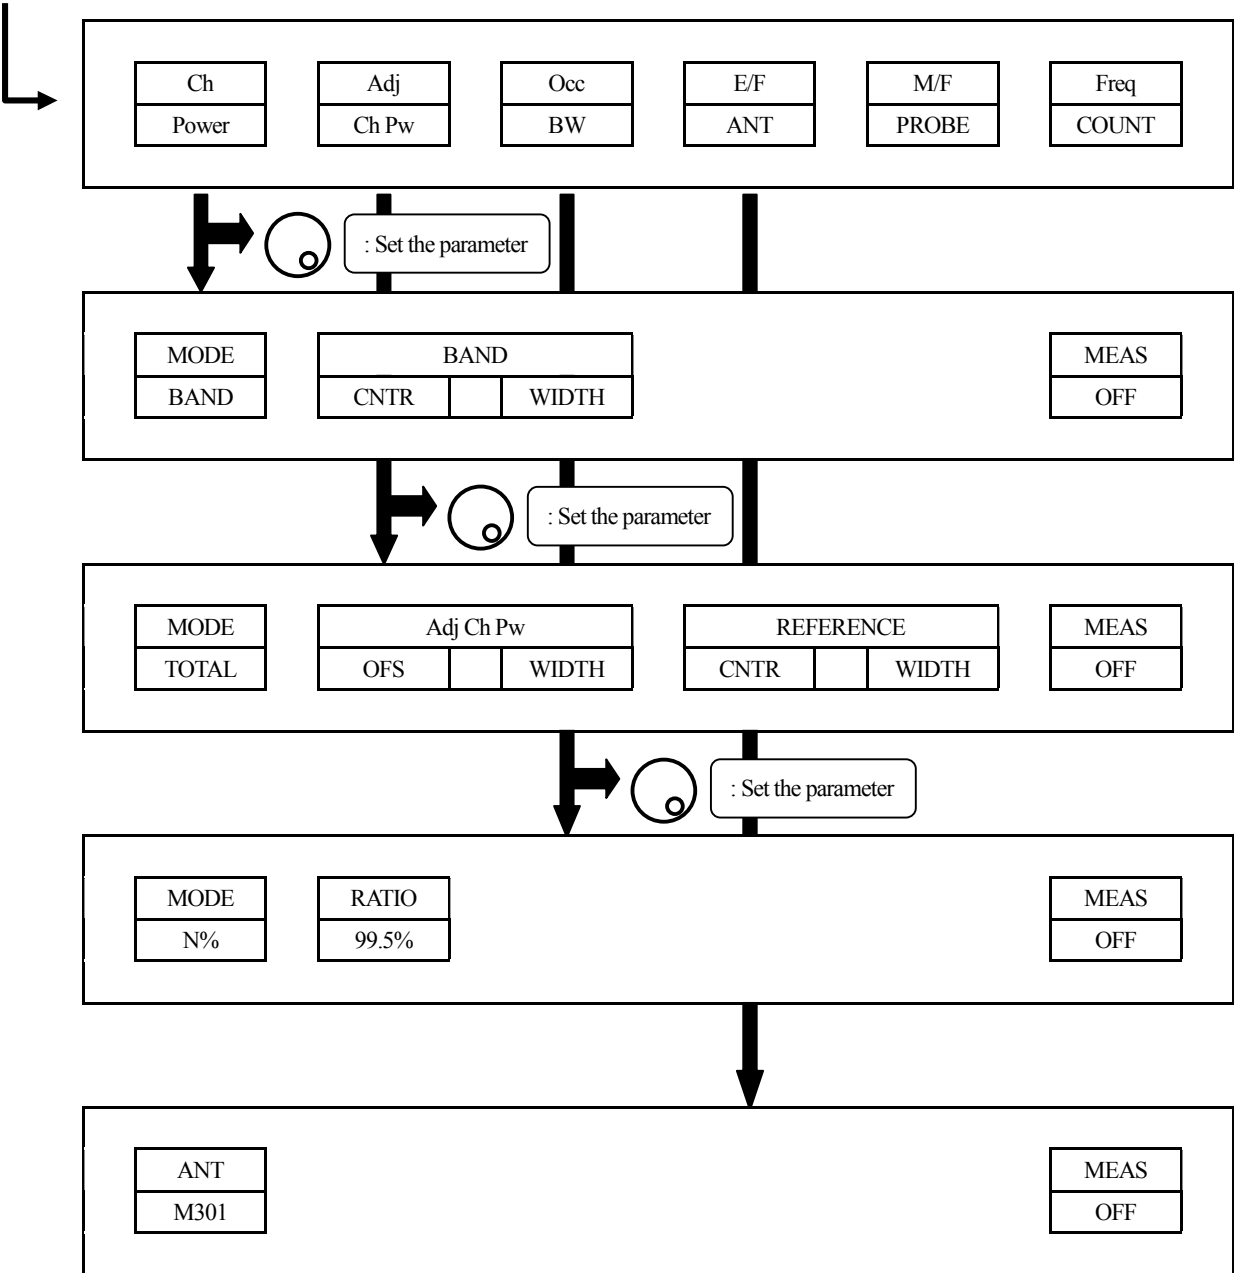 Ch Adj Occ E/F M/F Freq
Power Ch Pw BW ANT PROBE COUNT
: Set the parameter
MODE BAND MEAS
BAND CNTR WIDTH OFF
: Set the parameter
MODE Adj Ch Pw REFERENCE MEAS
TOTAL OFS WIDTH CNTR WIDTH OFF
: Set the parameter
MODE RATIO MEAS
N% 99.5% OFF
ANT MEAS
M301 OFF